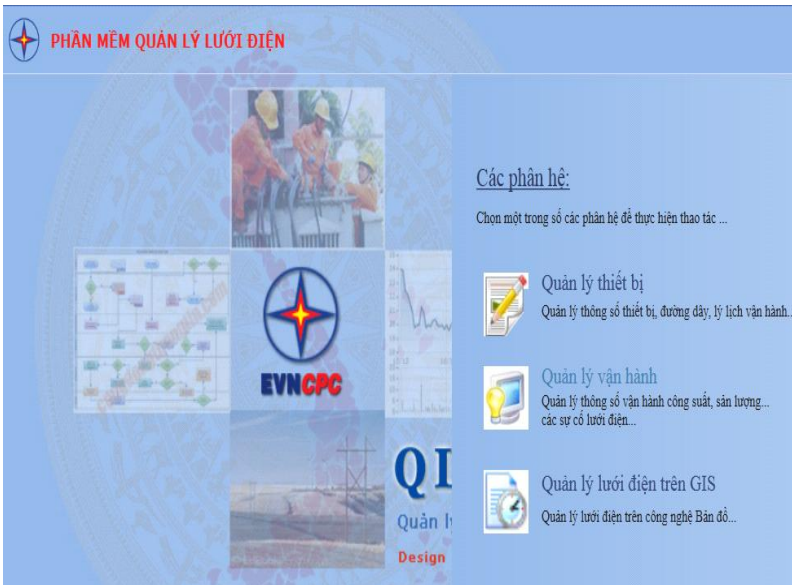 PHẦN MỀM QUẢN LÝ LƯỚI ĐIỆN
Các phân hệ:
Chọn một trong số các phân hệ để thực hiện thao tác ...
Quản lý thiết bị
Quản lý thông số thiết bị, đường dây, lý lịch vận hành.
Quản lý vận hành
Quản lý thông số vận hành công suất, sản lượng...
các sự cố lưới điện...
Quản lý lưới điện trên GIS
Quản lý lưới điện trên công nghệ Bản đồ...
EVNCPC
Quản
Design